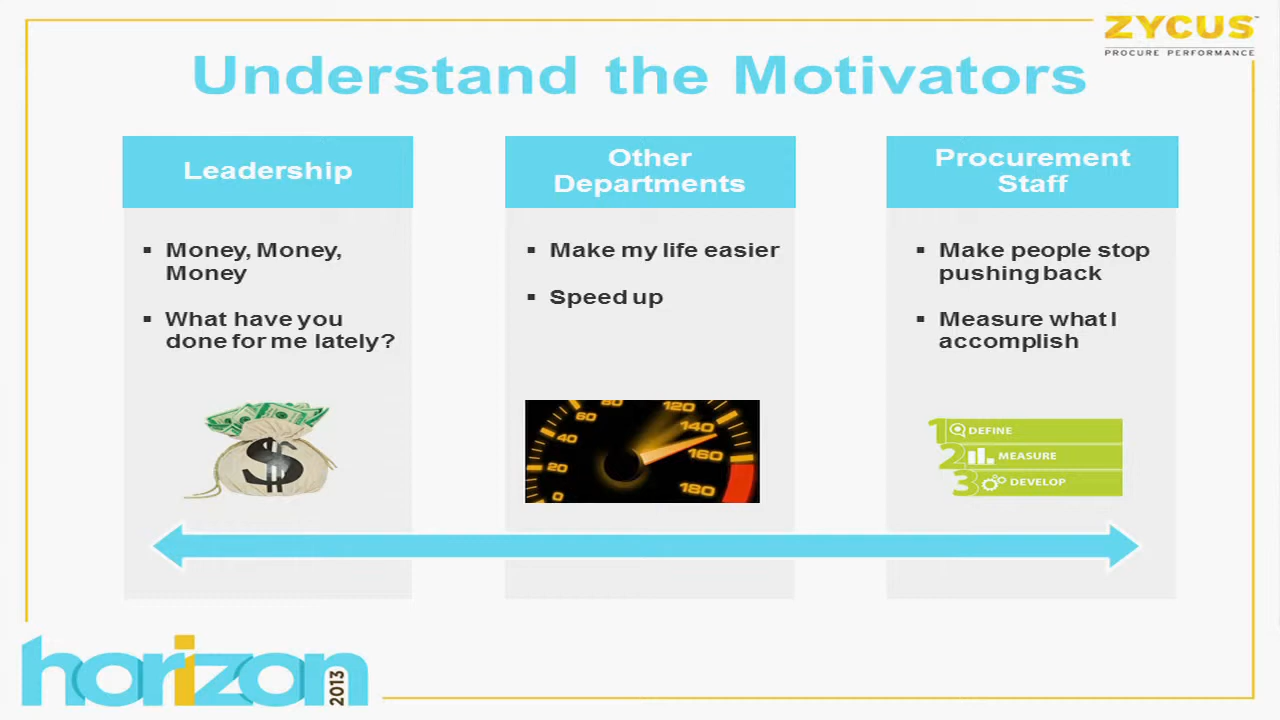 ZYCUS
PROCURE PERFORMANCE
Understand the Motivators
Leadership
▪ Money, Money,
Money
▪ What have you
done for me lately?
Other
Departments
▪ Make my life easier
▪ Speed up
80
60
40
20
0
120
140
160
180
Procurement
Staff
▪ Make people stop
pushing back
▪ Measure what I
accomplish
1 DEFINE
2 MEASURE
3 DEVELOP
$
horizon
2013